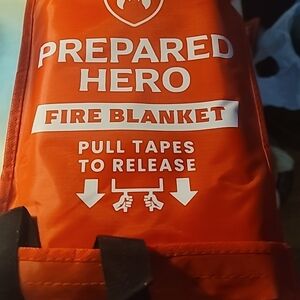 PREPARED
HERO
FIRE BLANKET
PULL TAPES
TO RELEASE